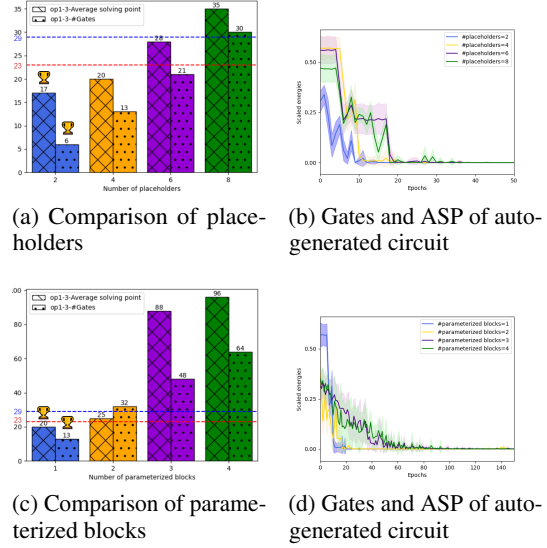 op1-3-Average solving point
op1-3-#Gates
35
30
25
20
15
10
5
0
29
23
17
6
20
13
28
21
35
30
2
4
6
8
Number of placeholders
#placeholders=2
#placeholders=4
#placeholders=6
#placeholders=8
Scaled energies
0.50
0.25
0.00
0
10
20
30
40
50
Epochs
(a) Comparison of place-
holders
(b) Gates and ASP of auto-
generated circuit
op1-3-Average solving point
op1-3-#Gates
80
60
40
20
0
29
23
20
13
25
32
88
48
96
64
1
2
3
4
Number of parameterized blocks
#parameterized blocks=1
#parameterized blocks=2
#parameterized blocks=3
#parameterized blocks=4
Scaled energies
0.50
0.25
0.00
0
20
40
60
80
100
120
140
Epochs
(c) Comparison of parame-
terized blocks
(d) Gates and ASP of auto-
generated circuit